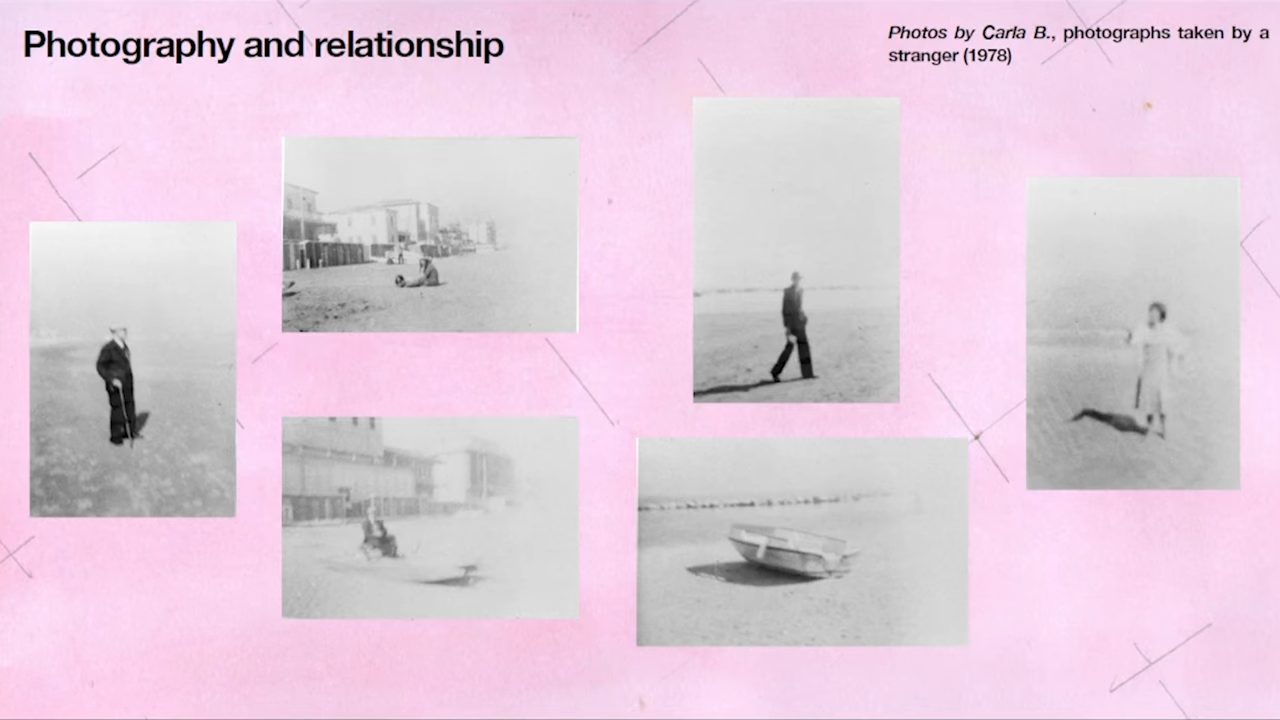 Photography and relationship
Photos by Carla B., photographs taken by a
stranger (1978)